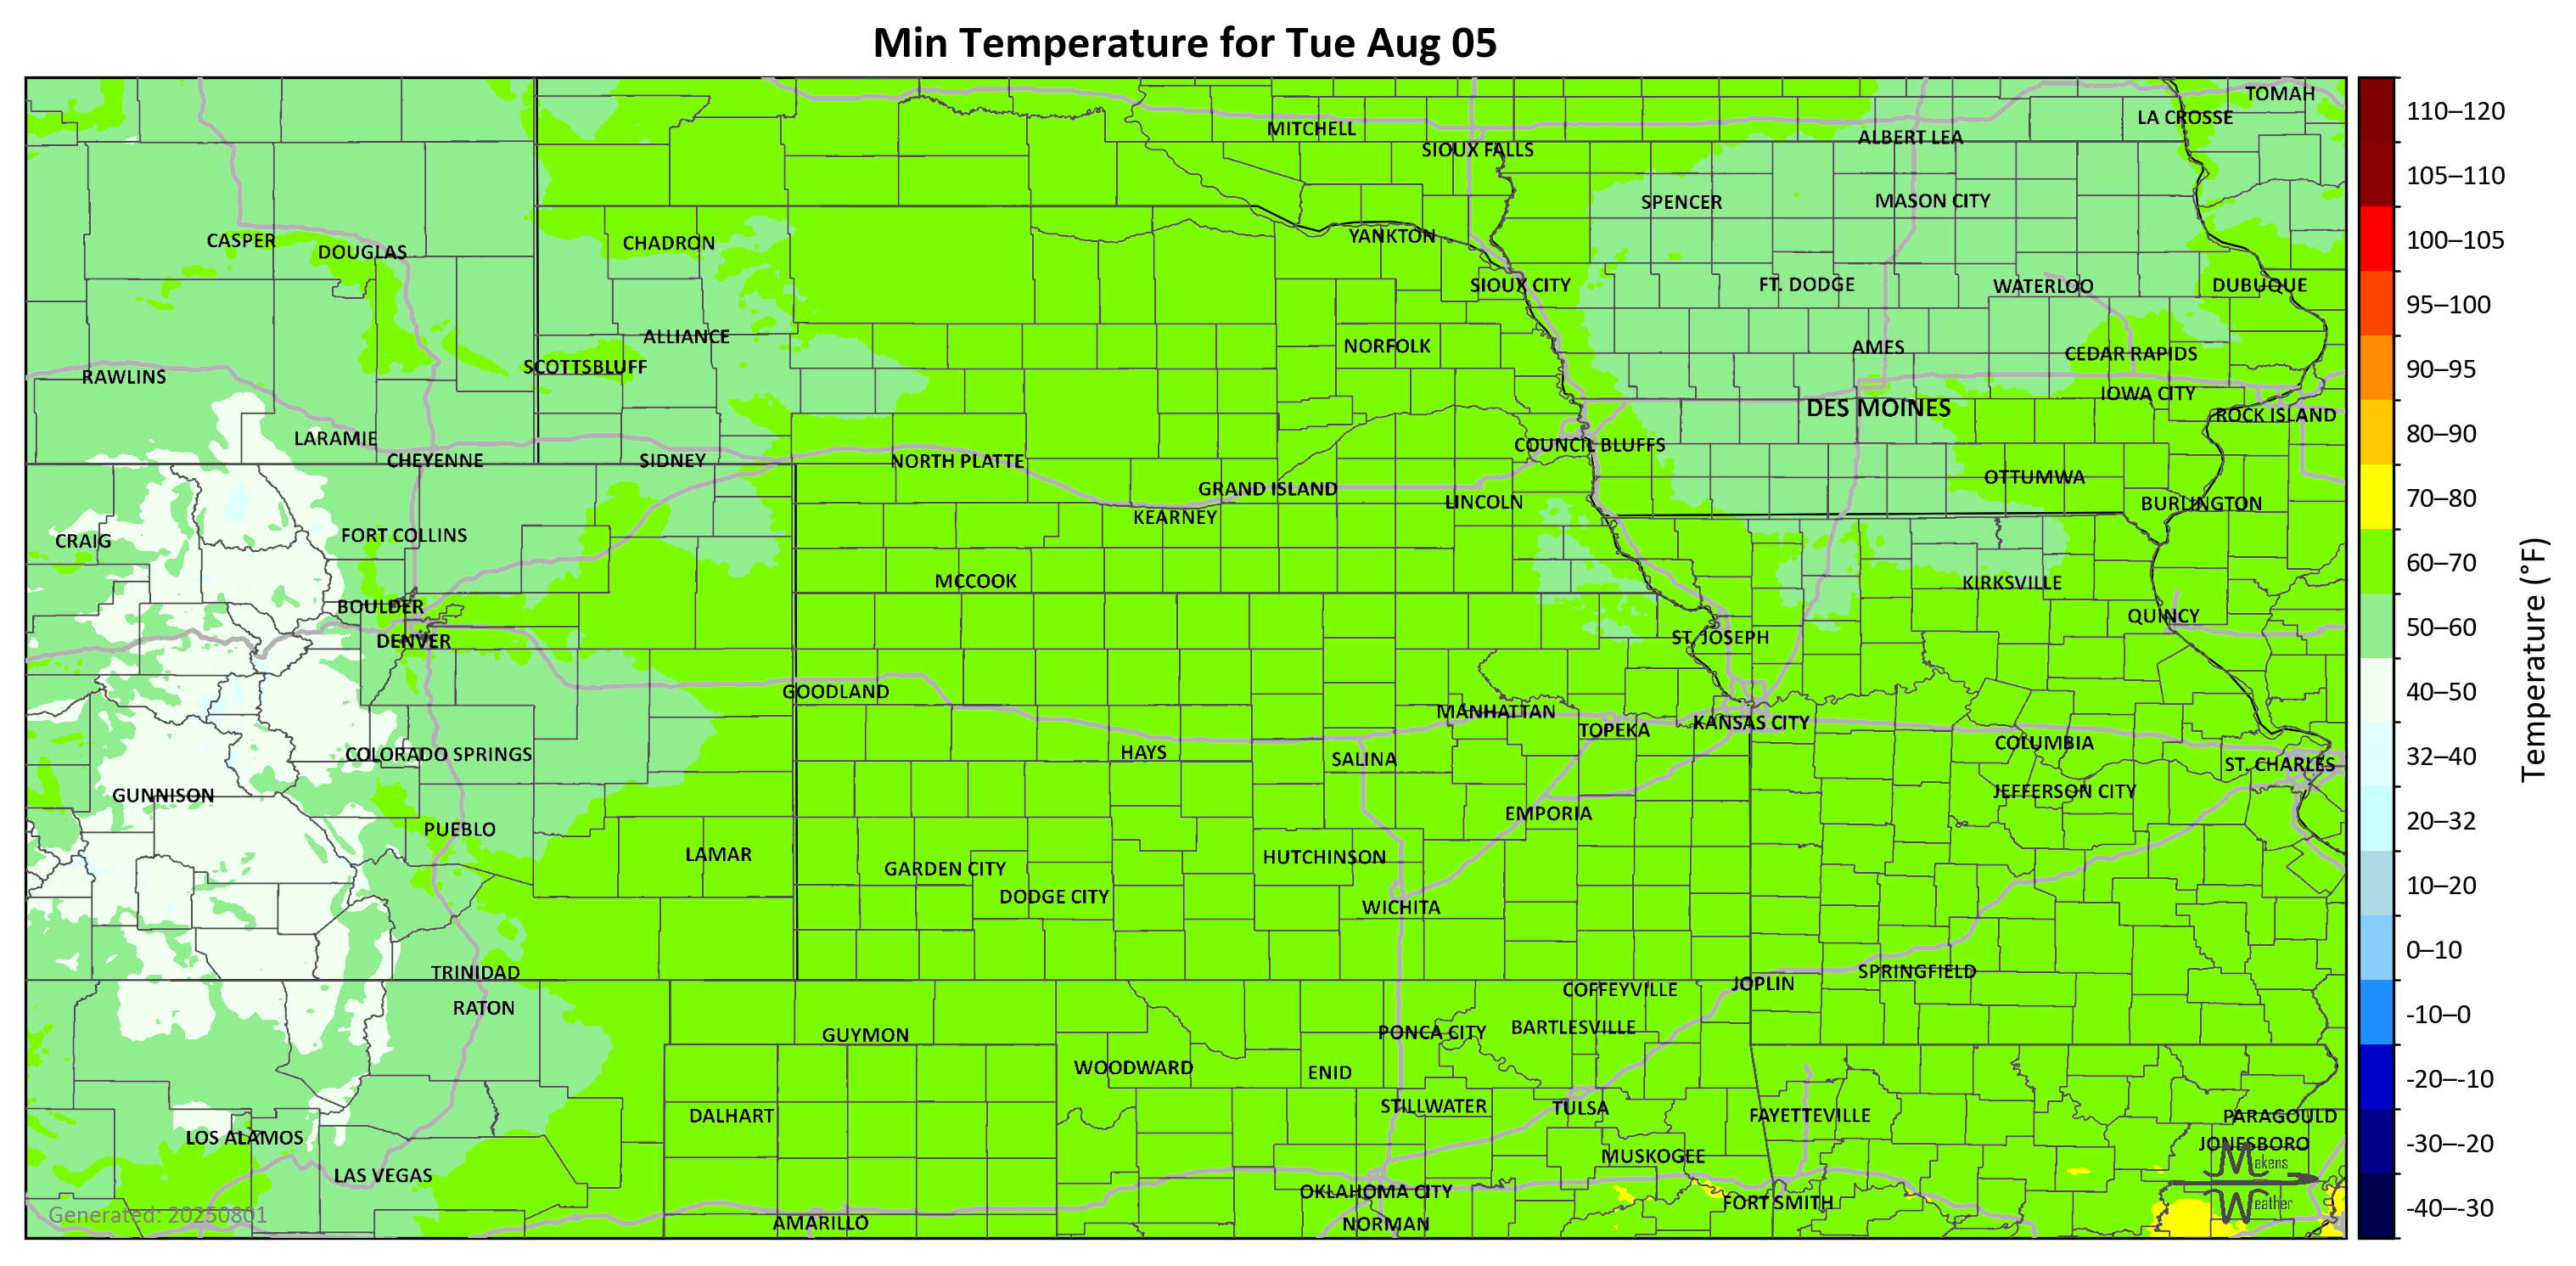 Min Temperature for Tue Aug 05
TOMAH
LA CROSSE
MITCHELL
ALBERT LEA
SIOUX FALLS
SPENCER
MASON CITY
CASPER
DOUGLAS
CHADRON
YANKTON
SIOUX CITY
FT. DODGE
WATERLOO
DUBUQUE
ALLIANCE
NORFOLK
AMES
CEDAR RAPIDS
SCOTTSBLUFF
RAWLINS
IOWA CITY
DES MOINES
ROCK ISLAND
LARAMIE
COUNCIL BLUFFS
CHEYENNE
SIDNEY
NORTH PLATTE
OTTUMWA
GRAND ISLAND
LINCOLN
BURLINGTON
KEARNEY
FORT COLLINS
CRAIG
MCCOOK
KIRKSVILLE
BOULDER
QUINCY
DENVER
ST. JOSEPH
GOODLAND
MANHATTAN
TOPEKA
KANSAS CITY
COLUMBIA
COLORADO SPRINGS
HAYS
SALINA
ST. CHARLES
GUNNISON
JEFFERSON CITY
EMPORIA
PUEBLO
LAMAR
HUTCHINSON
GARDEN CITY
DODGE CITY
WICHITA
TRINIDAD
SPRINGFIELD
JOPLIN
COFFEYVILLE
RATON
GUYMON
PONCA CITY
BARTLESVILLE
WOODWARD
ENID
STILLWATER
TULSA
DALHART
FAYETTEVILLE
PARAGOULD
LOS ALAMOS
JONESBORO
MUSKOGEE
LAS VEGAS
OKLAHOMA CITY
FORT SMITH
AMARILLO
NORMAN
Makens
Weather
Generated: 20250801
110–120
105–110
100–105
95–100
90–95
80–90
70–80
60–70
50–60
40–50
32–40
20–32
10–20
0–10
-10–0
-20–-10
-30–-20
-40–-30
Temperature (°F)